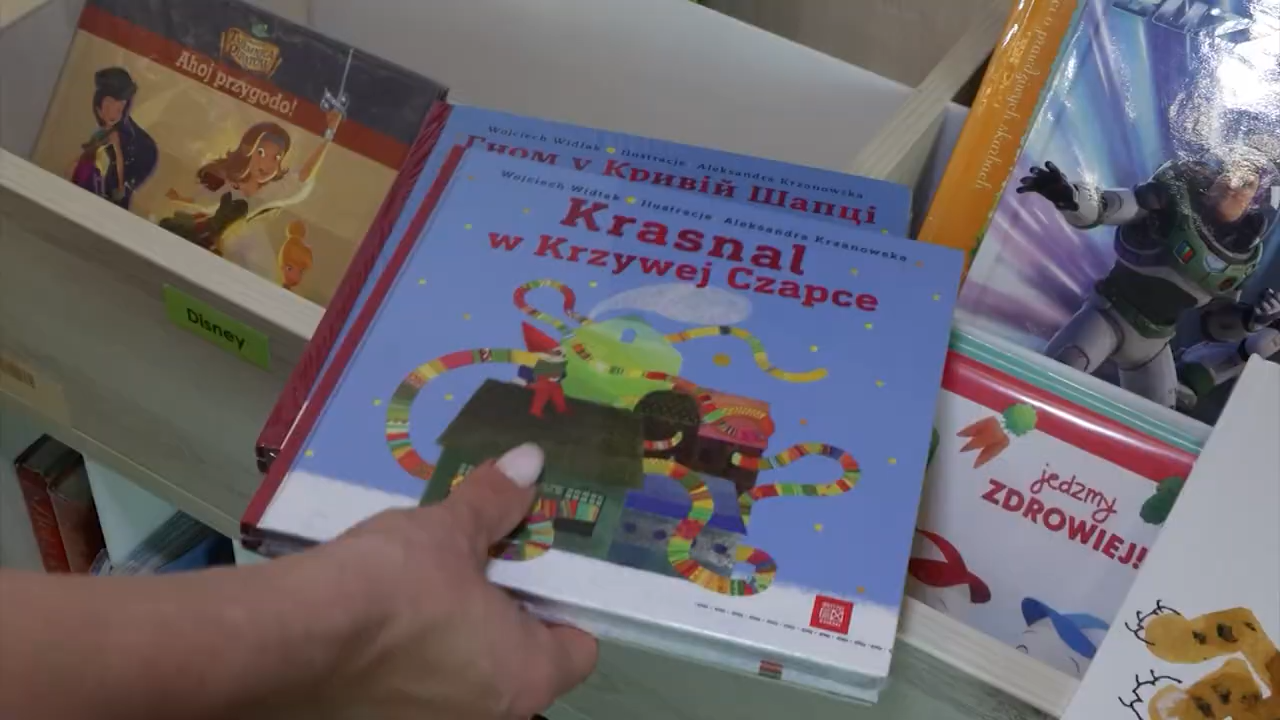 Ahoj przygodo!
Disney
Wojciech Widłak Ilustracje Aleksandra Krzanowska
Гном у Кривій Шапці
Wojciech Widłak Ilustracje Aleksandra Krzanowska
Krasnal
w Krzywej Czapce
jedzmy
ZDROWIEJ!